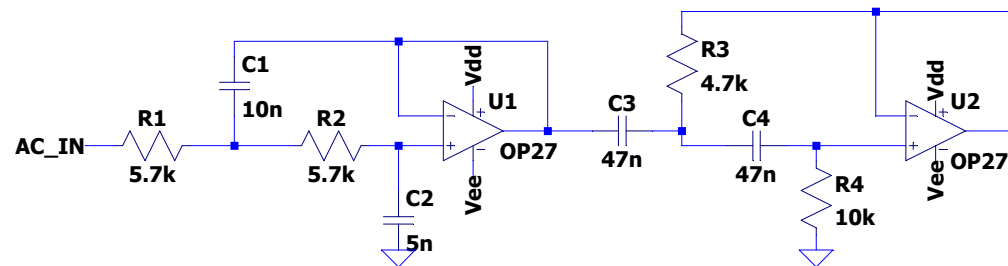 AC_IN
R1
5.7k
C1
10n
R2
5.7k
C2
5n
Vdd
U1
OP27
Vee
C3
47n
R3
4.7k
C4
47n
R4
10k
Vdd
U2
OP27
Vee